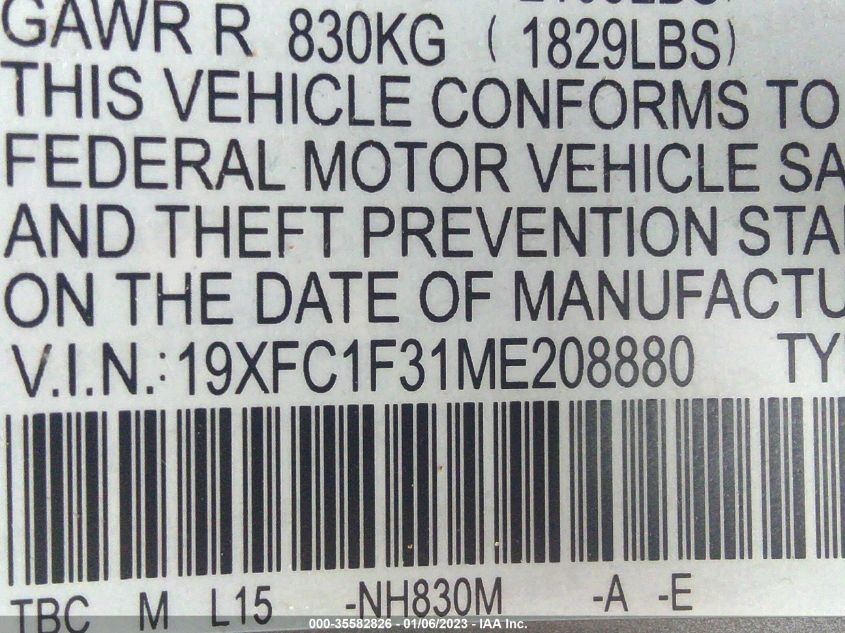 GAWR R 830KG ( 1829LBS)
THIS VEHICLE CONFORMS TO
FEDERAL MOTOR VEHICLE SA
AND THEFT PREVENTION STA
ON THE DATE OF MANUFACTU
V.I.N.: 19XFC1F31ME208880 TY
TBC M L15 -NH830M -A -E
000-35582826 - 01/06/2023 - IAA Inc.